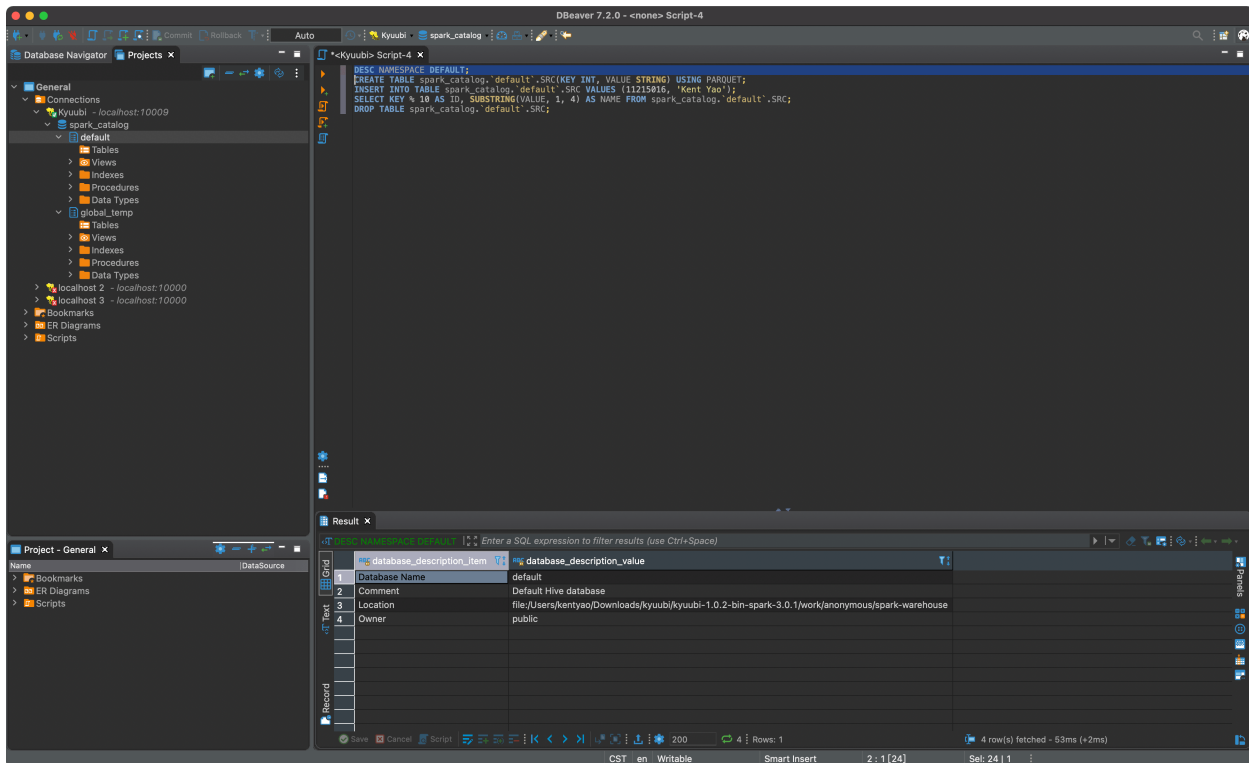 DBeaver 7.2.0 - <none> Script-4
Commit Rollback T Auto Kyuubi spark_catalog
Database Navigator Projects
*<Kyuubi> Script-4
General
Connections
Kyuubi - localhost:10009
spark_catalog
default
Tables
Views
Indexes
Procedures
Data Types
global_temp
Tables
Views
Indexes
Procedures
Data Types
localhost 2 - localhost:10000
localhost 3 - localhost:10000
Bookmarks
ER Diagrams
Scripts
DESC NAMESPACE DEFAULT;
CREATE TABLE spark_catalog.`default`.SRC(KEY INT, VALUE STRING) USING PARQUET;
INSERT INTO TABLE spark_catalog.`default`.SRC VALUES (11215016, 'Kent Yao');
SELECT KEY % 10 AS ID, SUBSTRING(VALUE, 1, 4) AS NAME FROM spark_catalog.`default`.SRC;
DROP TABLE spark_catalog.`default`.SRC;
Project - General
Name DataSource
Bookmarks
ER Diagrams
Scripts
Result
DESC NAMESPACE DEFAULT Enter a SQL expression to filter results (use Ctrl+Space)
Grid
Text
Record
ABC database_description_item ABC database_description_value
1 Database Name default
2 Comment Default Hive database
3 Location file:/Users/kentyao/Downloads/kyuubi/kyuubi-1.0.2-bin-spark-3.0.1/work/anonymous/spark-warehouse
4 Owner public
Panels
Save Cancel Script 200 4 Rows: 1 4 row(s) fetched - 53ms (+2ms)
CST en Writable Smart Insert 2 : 1 [24] Sel: 24 | 1